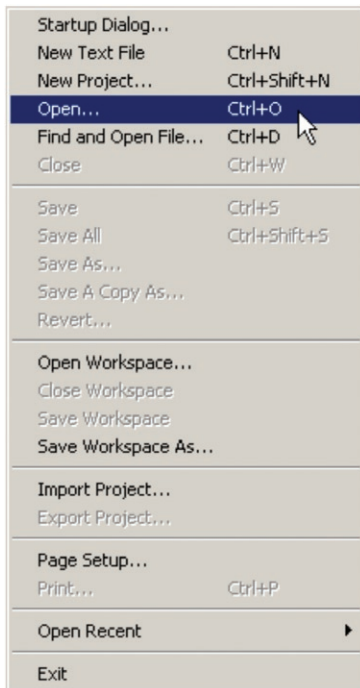 Startup Dialog...
New Text File Ctrl+N
New Project... Ctrl+Shift+N
Open... Ctrl+O
Find and Open File... Ctrl+D
Close Ctrl+W
Save Ctrl+S
Save All Ctrl+Shift+S
Save As...
Save A Copy As...
Revert...
Open Workspace...
Close Workspace
Save Workspace
Save Workspace As...
Import Project...
Export Project...
Page Setup...
Print... Ctrl+P
Open Recent
Exit